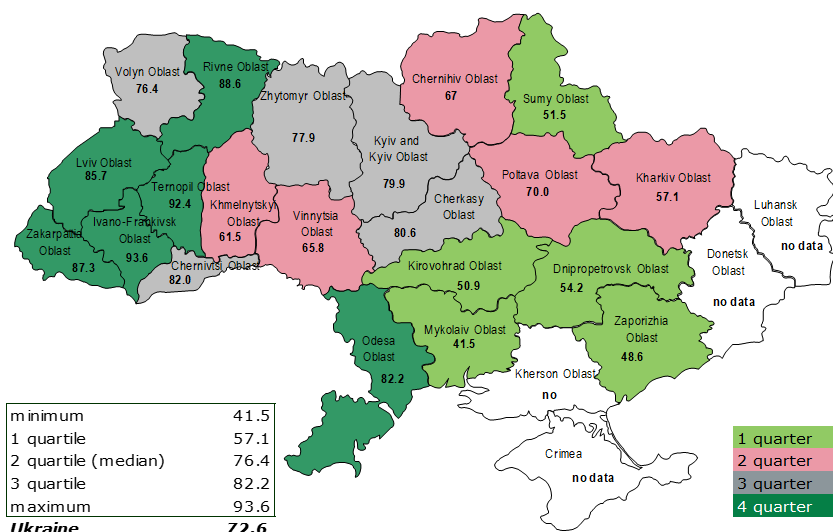 Volyn Oblast
76.4
Rivne Oblast
88.6
Zhytomyr Oblast
77.9
Chernihiv Oblast
67
Sumy Oblast
51.5
Kyiv and
Kyiv Oblast
79.9
Lviv Oblast
85.7
Ternopil Oblast
92.4
Khmelnytskyi
Oblast
61.5
Vinnytsia
Oblast
65.8
Cherkasy
Oblast
80.6
Poltava Oblast
70.0
Kharkiv Oblast
57.1
Luhansk
Oblast
no data
Donetsk
Oblast
no data
Zakarpattia
Oblast
87.3
Ivano-Frankivsk
Oblast
93.6
Chernivtsi Oblast
82.0
Kirovohrad Oblast
50.9
Dnipropetrovsk Oblast
54.2
Zaporizhia
Oblast
48.6
Mykolaiv Oblast
41.5
Odesa
Oblast
82.2
Kherson Oblast
no
Crimea
no data
minimum 41.5
1 quartile 57.1
2 quartile (median) 76.4
3 quartile 82.2
maximum 93.6
Ukraine 72.6
1 quarter
2 quarter
3 quarter
4 quarter